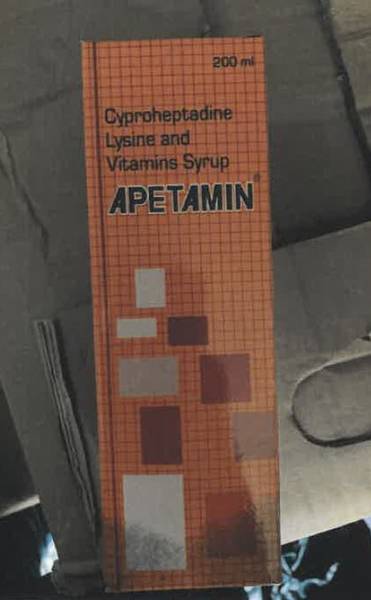 200 ml
Cyproheptadine
Lysine and
Vitamins Syrup
APETAMIN®